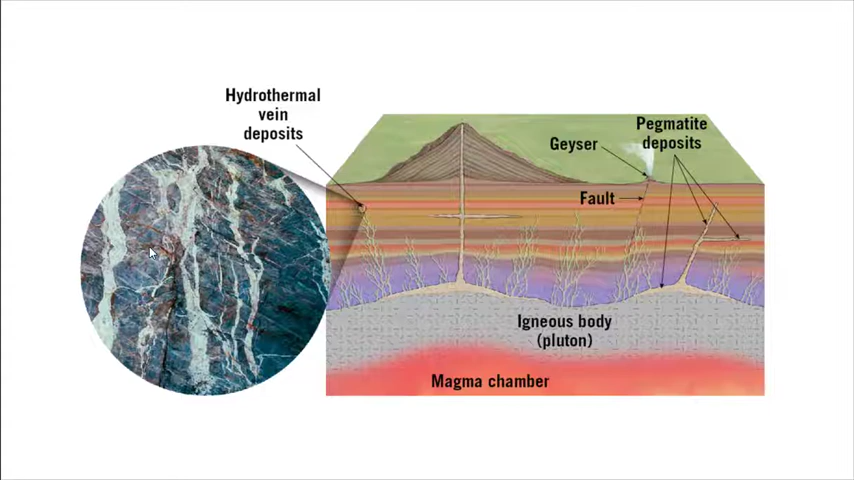 Hydrothermal
vein
deposits
Geyser
Pegmatite
deposits
Fault
Igneous body
(pluton)
Magma chamber